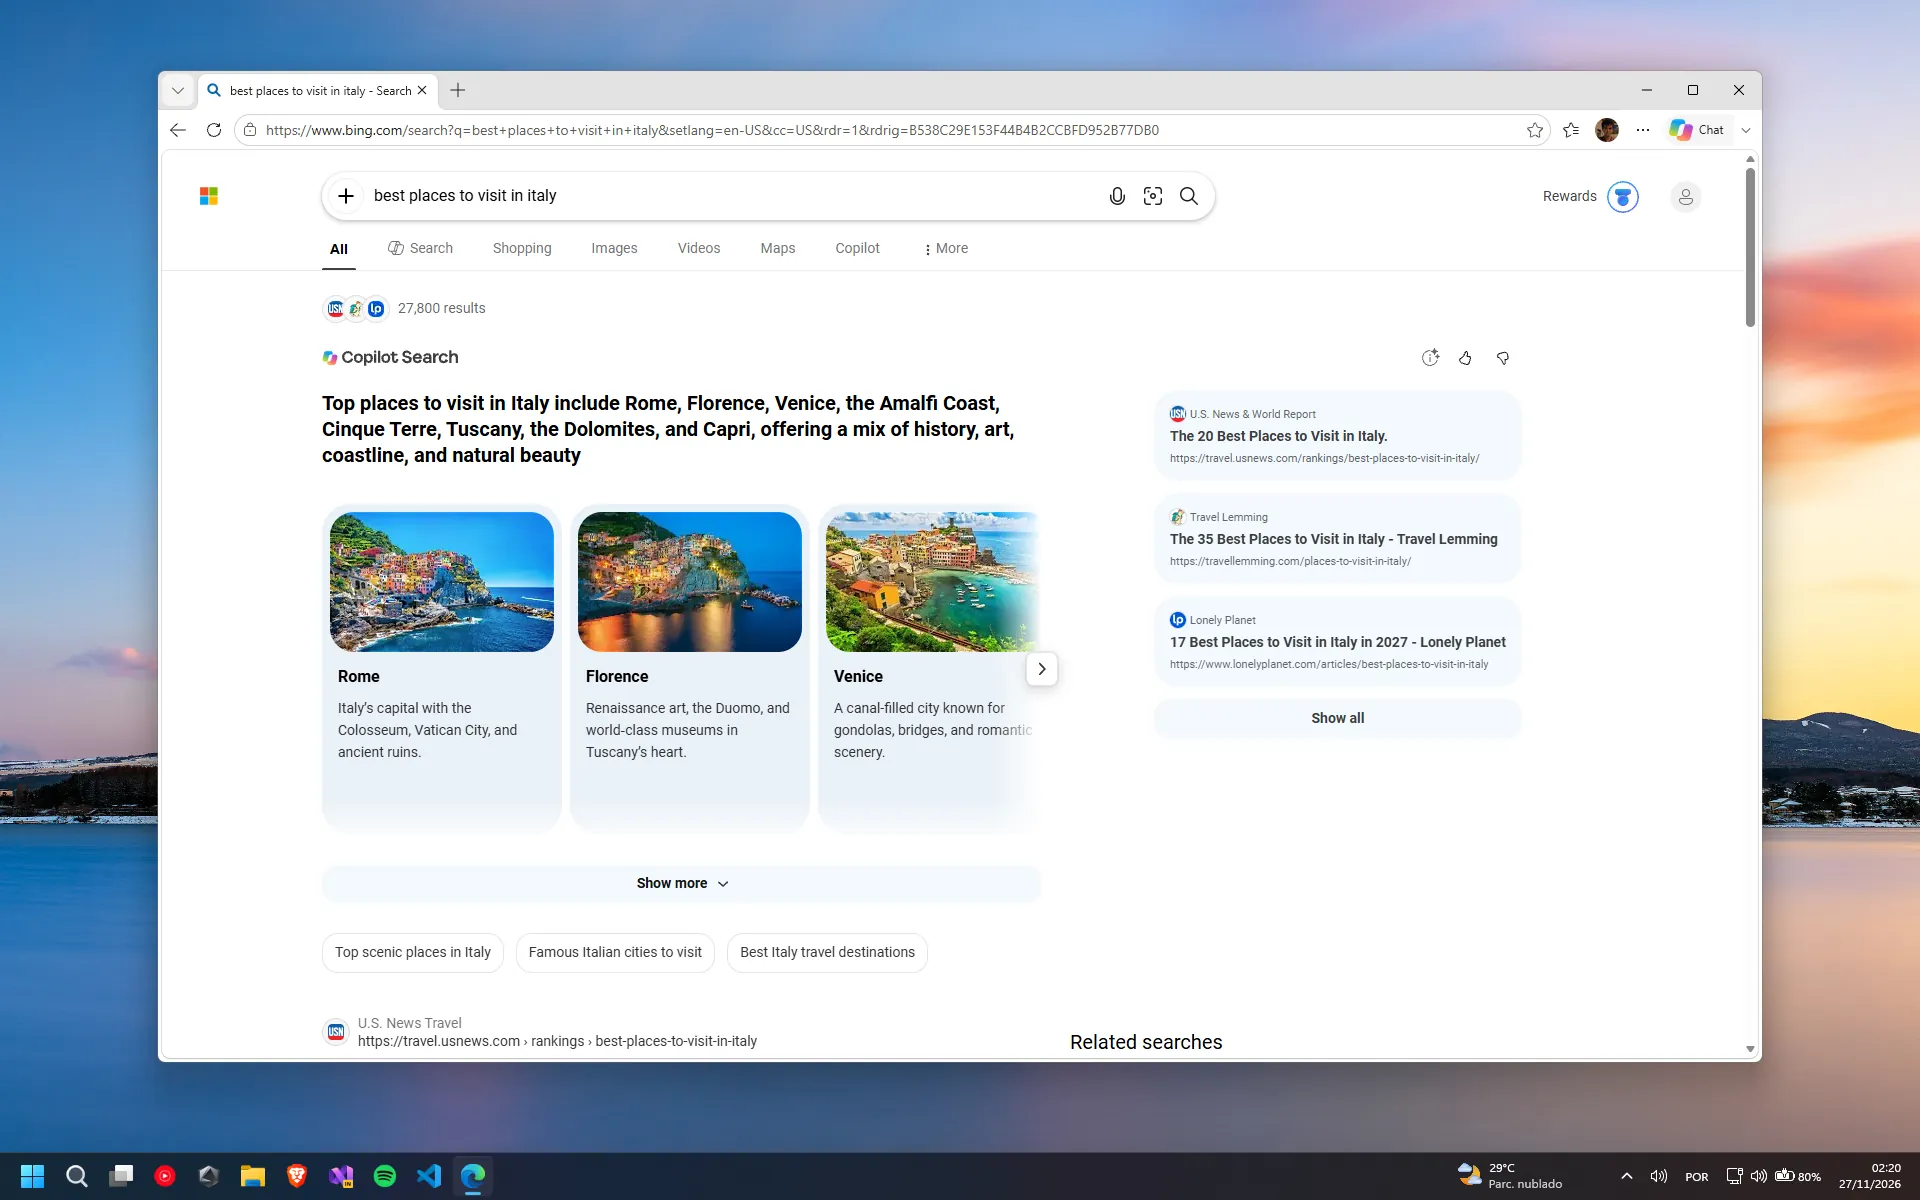 best places to visit in italy - Search
https://www.bing.com/search?q=best+places+to+visit+in+italy&setlang=en-US&cc=US&rdr=1&rdrig=B538C29E153F44B4B2CCBFD952B77DB0
Chat
best places to visit in italy
Rewards
All
Search
Shopping
Images
Videos
Maps
Copilot
More
USN
lp
27,800 results
Copilot Search
Top places to visit in Italy include Rome, Florence, Venice, the Amalfi Coast,
Cinque Terre, Tuscany, the Dolomites, and Capri, offering a mix of history, art,
coastline, and natural beauty
Rome
Italy's capital with the
Colosseum, Vatican City, and
ancient ruins.
Florence
Renaissance art, the Duomo, and
world-class museums in
Tuscany's heart.
Venice
A canal-filled city known for
gondolas, bridges, and romantic
scenery.
Show more
USN
U.S. News & World Report
The 20 Best Places to Visit in Italy.
https://travel.usnews.com/rankings/best-places-to-visit-in-italy/
Travel Lemming
The 35 Best Places to Visit in Italy - Travel Lemming
https://travellemming.com/places-to-visit-in-italy/
lp
Lonely Planet
17 Best Places to Visit in Italy in 2027 - Lonely Planet
https://www.lonelyplanet.com/articles/best-places-to-visit-in-italy
Show all
Top scenic places in Italy
Famous Italian cities to visit
Best Italy travel destinations
USN
U.S. News Travel
https://travel.usnews.com › rankings › best-places-to-visit-in-italy
Related searches
29°C
Parc. nublado
POR
80%
02:20
27/11/2026